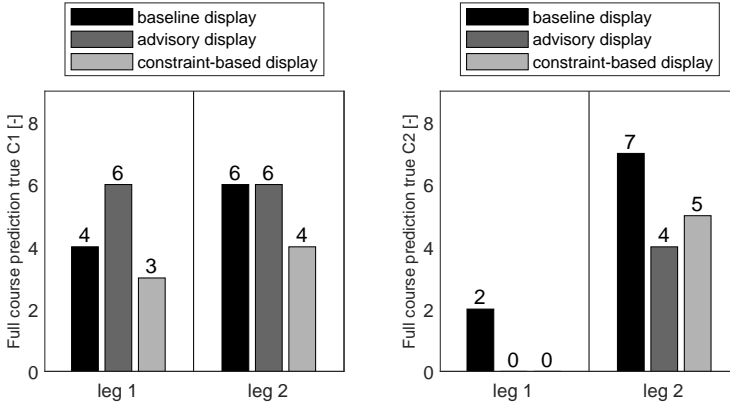 baseline display
advisory display
constraint-based display
Full course prediction true C1 [-]
8
6
4
2
0
4
6
3
6
6
4
leg 1
leg 2
baseline display
advisory display
constraint-based display
Full course prediction true C2 [-]
8
6
4
2
0
2
0
0
7
4
5
leg 1
leg 2